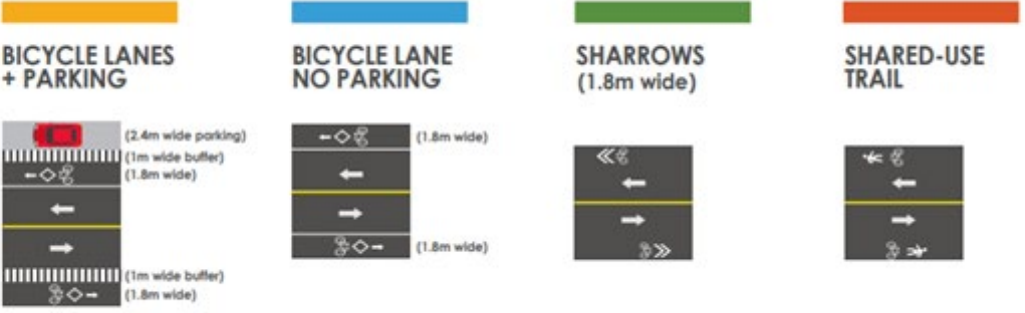 BICYCLE LANES
+ PARKING
(2.4m wide parking)
(1m wide buffer)
(1.8m wide)
(1m wide buffer)
(1.8m wide)
BICYCLE LANE
NO PARKING
(1.8m wide)
(1.8m wide)
SHARROWS
(1.8m wide)
SHARED-USE
TRAIL